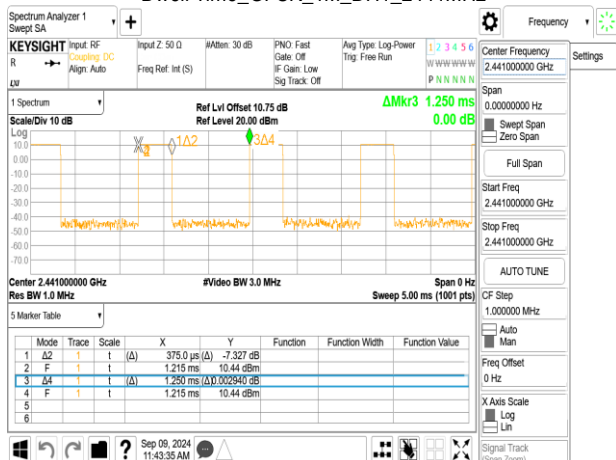 Spectrum Analyzer 1
Swept SA
Frequency
Settings
KEYSIGHT Input: RF Input Z: 50 Ω #Atten: 30 dB PNO: Fast Avg Type: Log-Power 1 2 3 4 5 6
R Coupling: DC Gate: Off Trig: Free Run
Align: Auto Freq Ref: Int (S) IF Gain: Low W W W W W W
Sig Track: Off P N N N N N
1 Spectrum Ref Lvl Offset 10.75 dB ΔMkr3 1.250 ms
Scale/Div 10 dB Ref Level 20.00 dBm 0.00 dB
Log
10.0
0.00
-10.0
-20.0
-30.0
-40.0
-50.0
-60.0
-70.0
1Δ2
3Δ4
Center 2.441000000 GHz #Video BW 3.0 MHz Span 0 Hz
Res BW 1.0 MHz Sweep 5.00 ms (1001 pts)
5 Marker Table
Mode Trace Scale X Y Function Function Width Function Value
1 Δ2 1 t (Δ) 375.0 µs (Δ) -7.327 dB
2 F 1 t 1.215 ms 10.44 dBm
3 Δ4 1 t (Δ) 1.250 ms (Δ) 0.002940 dB
4 F 1 t 1.215 ms 10.44 dBm
5
6
Sep 09, 2024
11:43:35 AM
Center Frequency
2.441000000 GHz
Span
0.00000000 Hz
Swept Span
Zero Span
Full Span
Start Freq
2.441000000 GHz
Stop Freq
2.441000000 GHz
AUTO TUNE
CF Step
1.000000 MHz
Auto
Man
Freq Offset
0 Hz
X Axis Scale
Log
Lin
Signal Track
(Span Zoom)